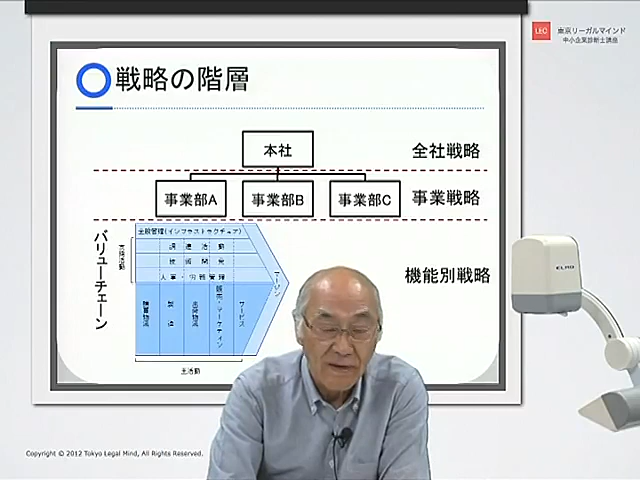 戦略の階層
LEC 東京リーガルマインド
中小企業診断士講座
本社
全社戦略
事業部A 事業部B 事業部C 事業戦略
バリューチェーン
全般管理(インフラストラクチャ)
調達活動
技術開発
人事・労務管理
支援活動
マージン
機能別戦略
購買物流
製造
出荷物流
販売・マーケティング
サービス
主活動
ELMO
Copyright © 2012 Tokyo Legal Mind, All Rights Reserved.